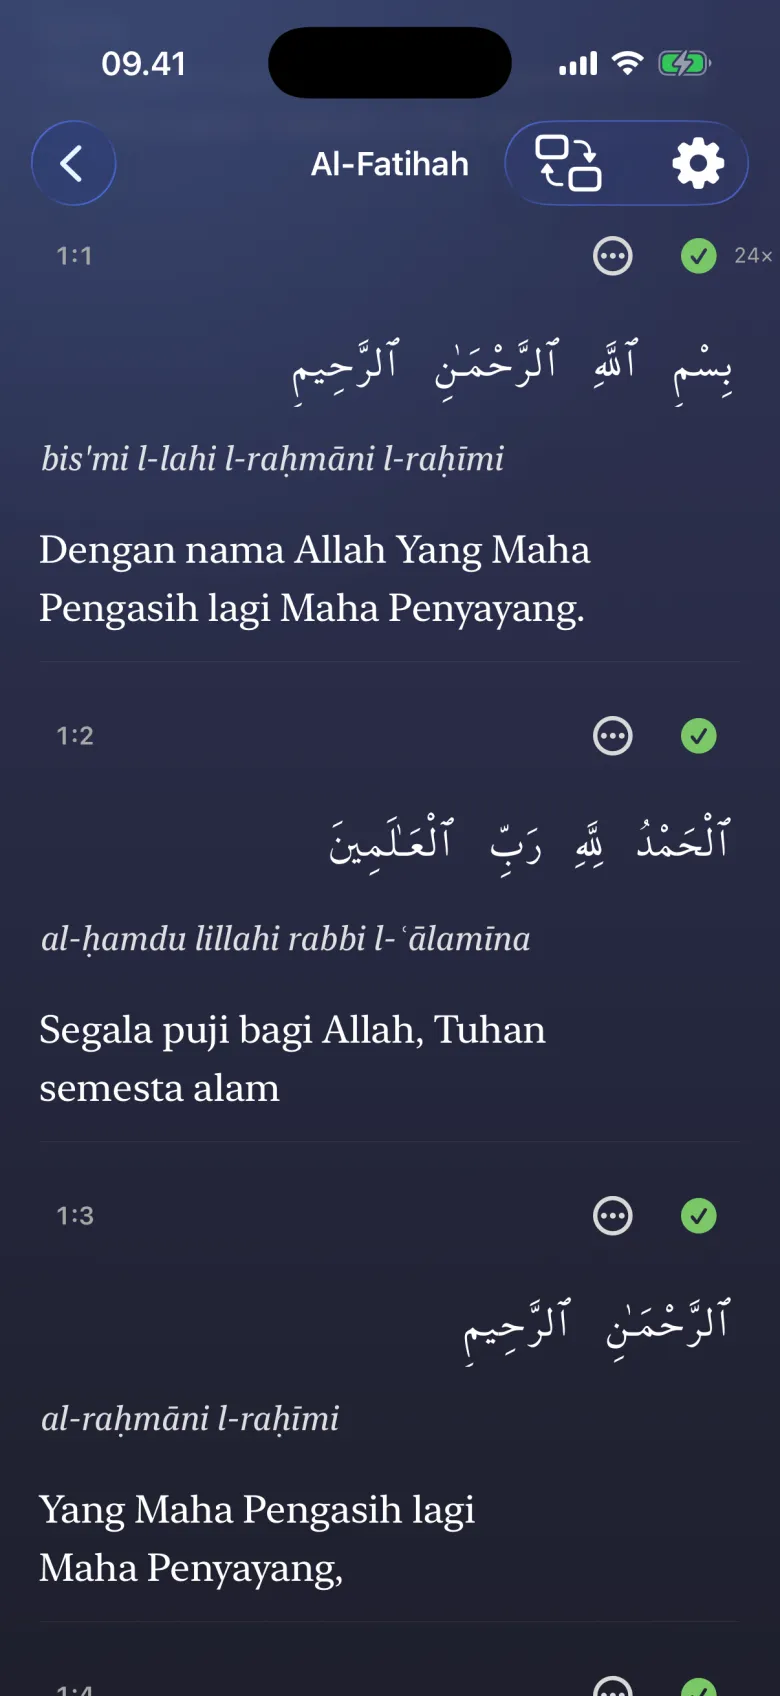 09.41
Al-Fatihah
1:1
24×
بِسْمِ ٱللَّهِ ٱلرَّحْمَـٰنِ ٱلرَّحِيمِ
bis'mi l-lahi l-raḥmāni l-raḥīmi
Dengan nama Allah Yang Maha
Pengasih lagi Maha Penyayang.
1:2
ٱلْحَمْدُ لِلَّهِ رَبِّ ٱلْعَـٰلَمِينَ
al-ḥamdu lillahi rabbi l-ʿālamīna
Segala puji bagi Allah, Tuhan
semesta alam
1:3
ٱلرَّحْمَـٰنِ ٱلرَّحِيمِ
al-raḥmāni l-raḥīmi
Yang Maha Pengasih lagi
Maha Penyayang,
1:4